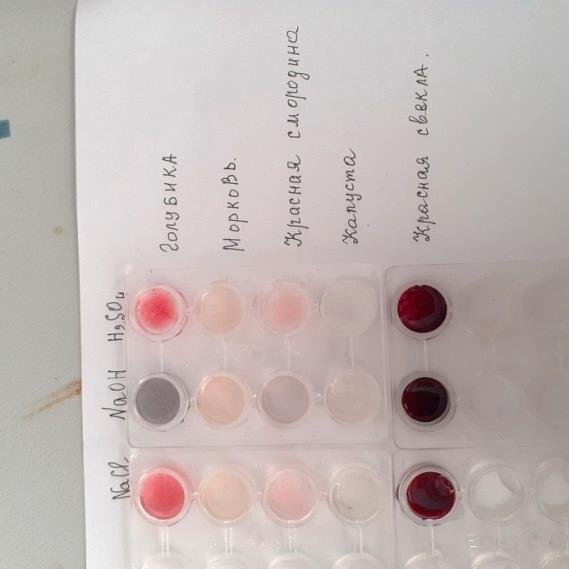 Голубика
Морковь.
Красная смородина
Капуста
Красная свекла.
H₂SO₄
NaOH
NaCl